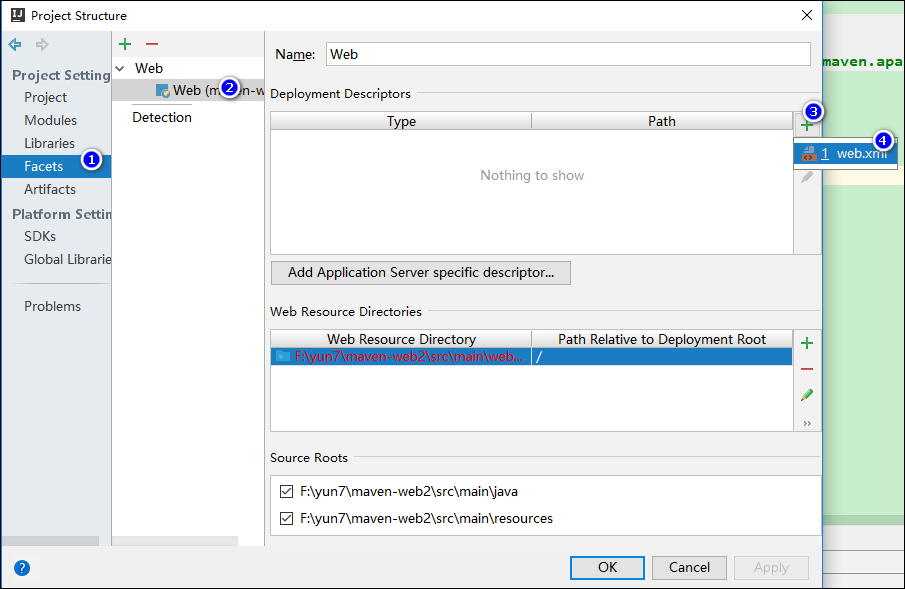 Project Structure
Project Setting
Project
Modules
Libraries
Facets
1
Artifacts
Platform Settin
SDKs
Global Librarie
Problems
Web
Web (m
2
n-w
Detection
Name: Web
Deployment Descriptors
Type Path
Nothing to show
3
4
1 web.xml
maven.apa
Add Application Server specific descriptor...
Web Resource Directories
Web Resource Directory Path Relative to Deployment Root
F:\yun7\maven-web2\src\main\web... /
Source Roots
F:\yun7\maven-web2\src\main\java
F:\yun7\maven-web2\src\main\resources
?
OK Cancel Apply